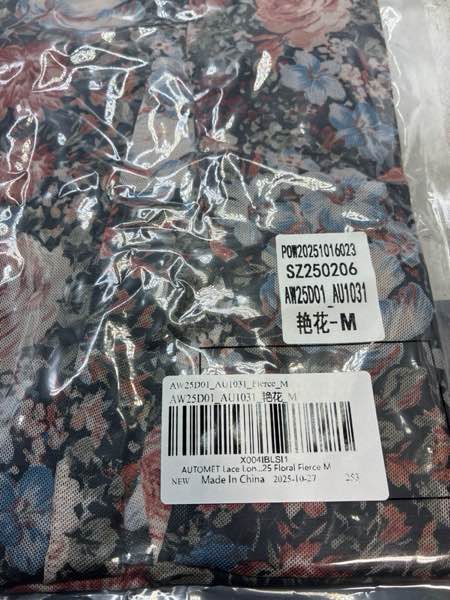 POW20251016023
SZ250206
AW25D01_AU1031
艳花-M
AW25D01_AU1031_Fierce_M
AW25D01_AU1031_艳花_M
X004IBLSI1
AUTOMET Lace Lon...25 Floral Fierce M
NEW Made In China 2025-10-27 253